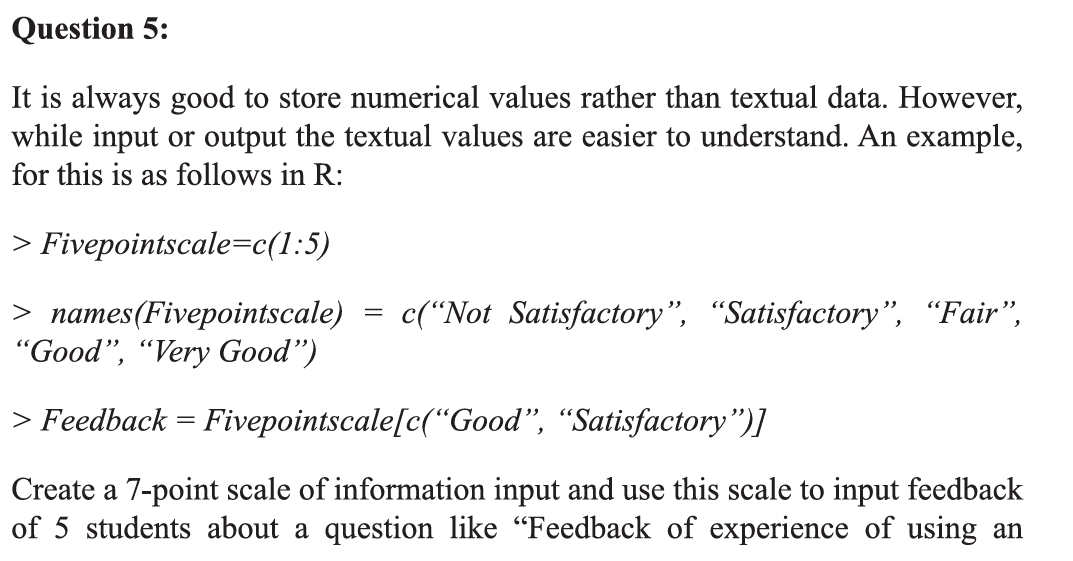 Question 5:
It is always good to store numerical values rather than textual data. However,
while input or output the textual values are easier to understand. An example,
for this is as follows in R:
> Fivepointscale=c(1:5)
> names(Fivepointscale) = c(“Not Satisfactory”, “Satisfactory”, “Fair”,
“Good”, “Very Good”)
> Feedback = Fivepointscale[c(“Good”, “Satisfactory”)]
Create a 7-point scale of information input and use this scale to input feedback
of 5 students about a question like “Feedback of experience of using an